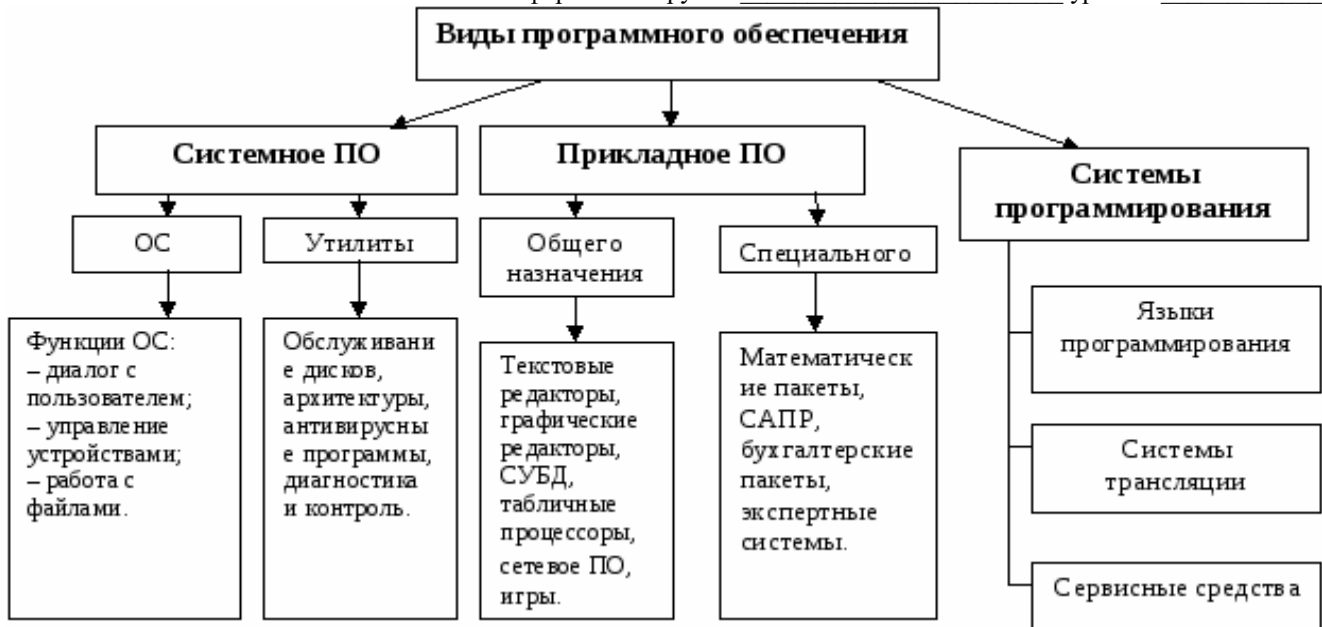 Виды программного обеспечения
Системное ПО
Прикладное ПО
Системы
программирования
ОС
Утилиты
Общего
назначения
Специального
Функции ОС:
– диалог с
пользователем;
– управление
устройствами;
– работа с
файлами.
Обслуживани
е дисков,
архитектуры,
антивирусны
е программы,
диагностика
и контроль.
Текстовые
редакторы,
графические
редакторы,
СУБД,
табличные
процессоры,
сетевое ПО,
игры.
Математическ
ие пакеты,
САПР,
бухгалтерские
пакеты,
экспертные
системы.
Языки
программирования
Системы
трансляции
Сервисные средства